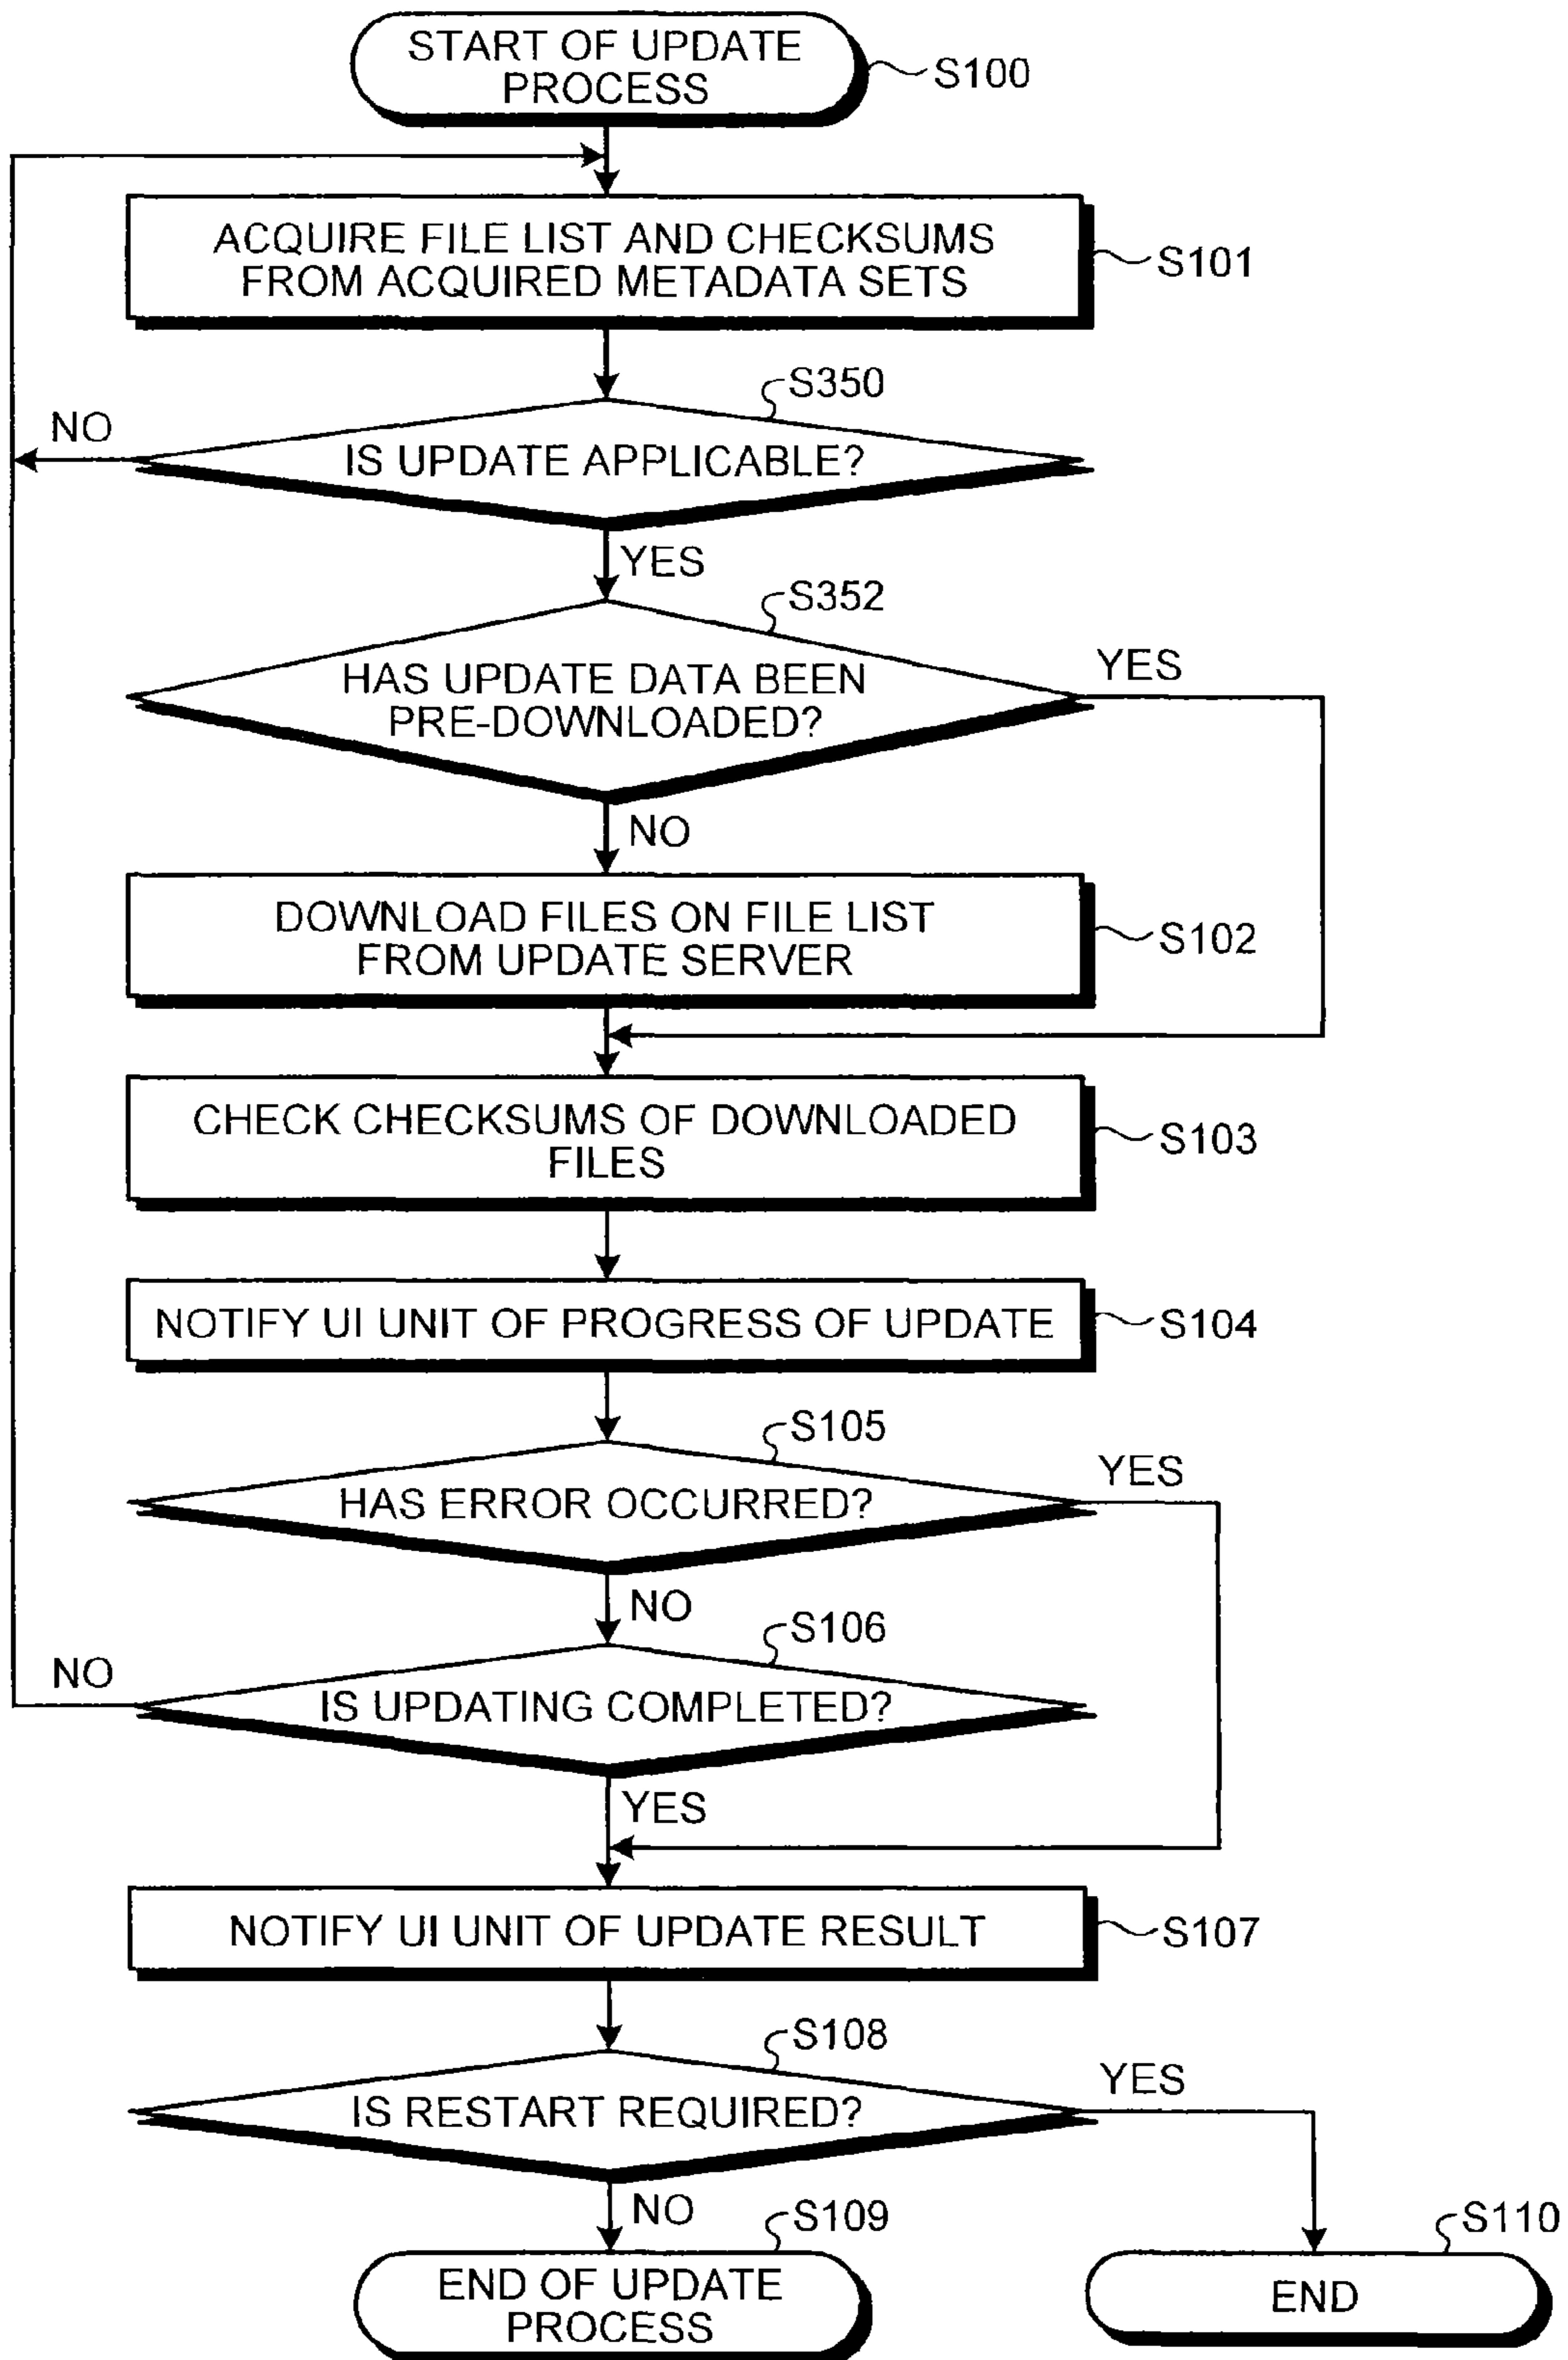 START OF UPDATE
PROCESS
S100
ACQUIRE FILE LIST AND CHECKSUMS
FROM ACQUIRED METADATA SETS
S101
S350
NO
IS UPDATE APPLICABLE?
YES
S352
HAS UPDATE DATA BEEN
PRE-DOWNLOADED?
YES
NO
DOWNLOAD FILES ON FILE LIST
FROM UPDATE SERVER
S102
CHECK CHECKSUMS OF DOWNLOADED
FILES
S103
NOTIFY UI UNIT OF PROGRESS OF UPDATE
S104
S105
YES
HAS ERROR OCCURRED?
NO
S106
NO
IS UPDATING COMPLETED?
YES
NOTIFY UI UNIT OF UPDATE RESULT
S107
S108
YES
IS RESTART REQUIRED?
NO
S109
S110
END OF UPDATE
PROCESS
END